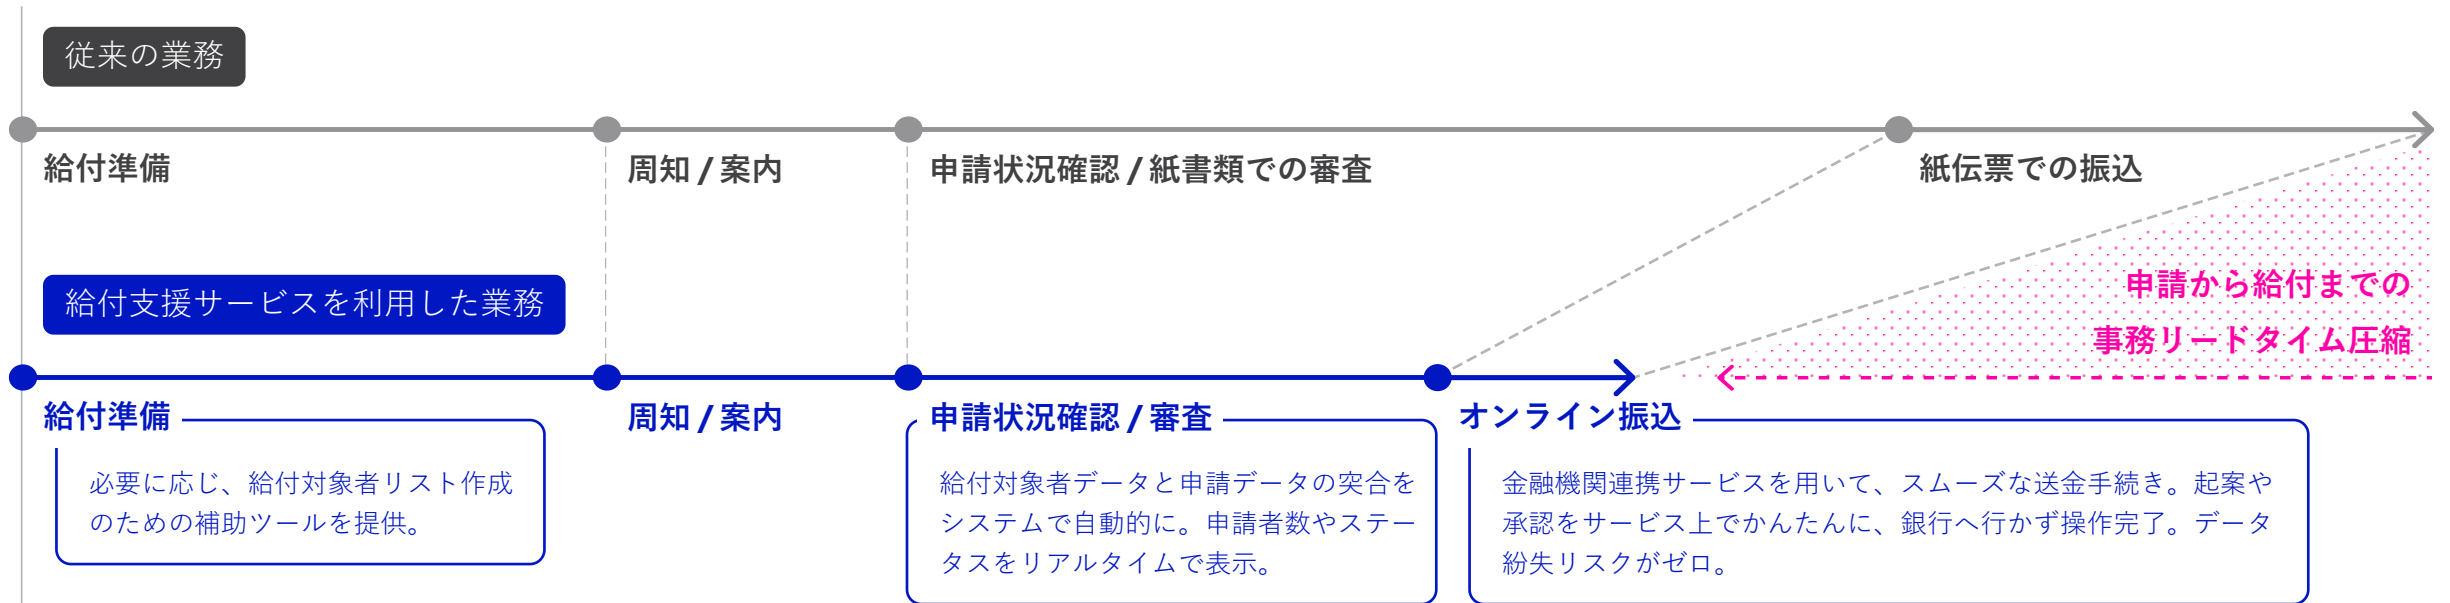 従来の業務
給付準備
周知 / 案内
申請状況確認 / 紙書類での審査
紙伝票での振込
給付支援サービスを利用した業務
申請から給付までの
事務リードタイム圧縮
給付準備
必要に応じ、給付対象者リスト作成
のための補助ツールを提供。
周知 / 案内
申請状況確認 / 審査
給付対象者データと申請データの突合を
システムで自動的に。申請者数やステー
タスをリアルタイムで表示。
オンライン振込
金融機関連携サービスを用いて、スムーズな送金手続き。起案や
承認をサービス上でかんたんに、銀行へ行かず操作完了。データ
紛失リスクがゼロ。